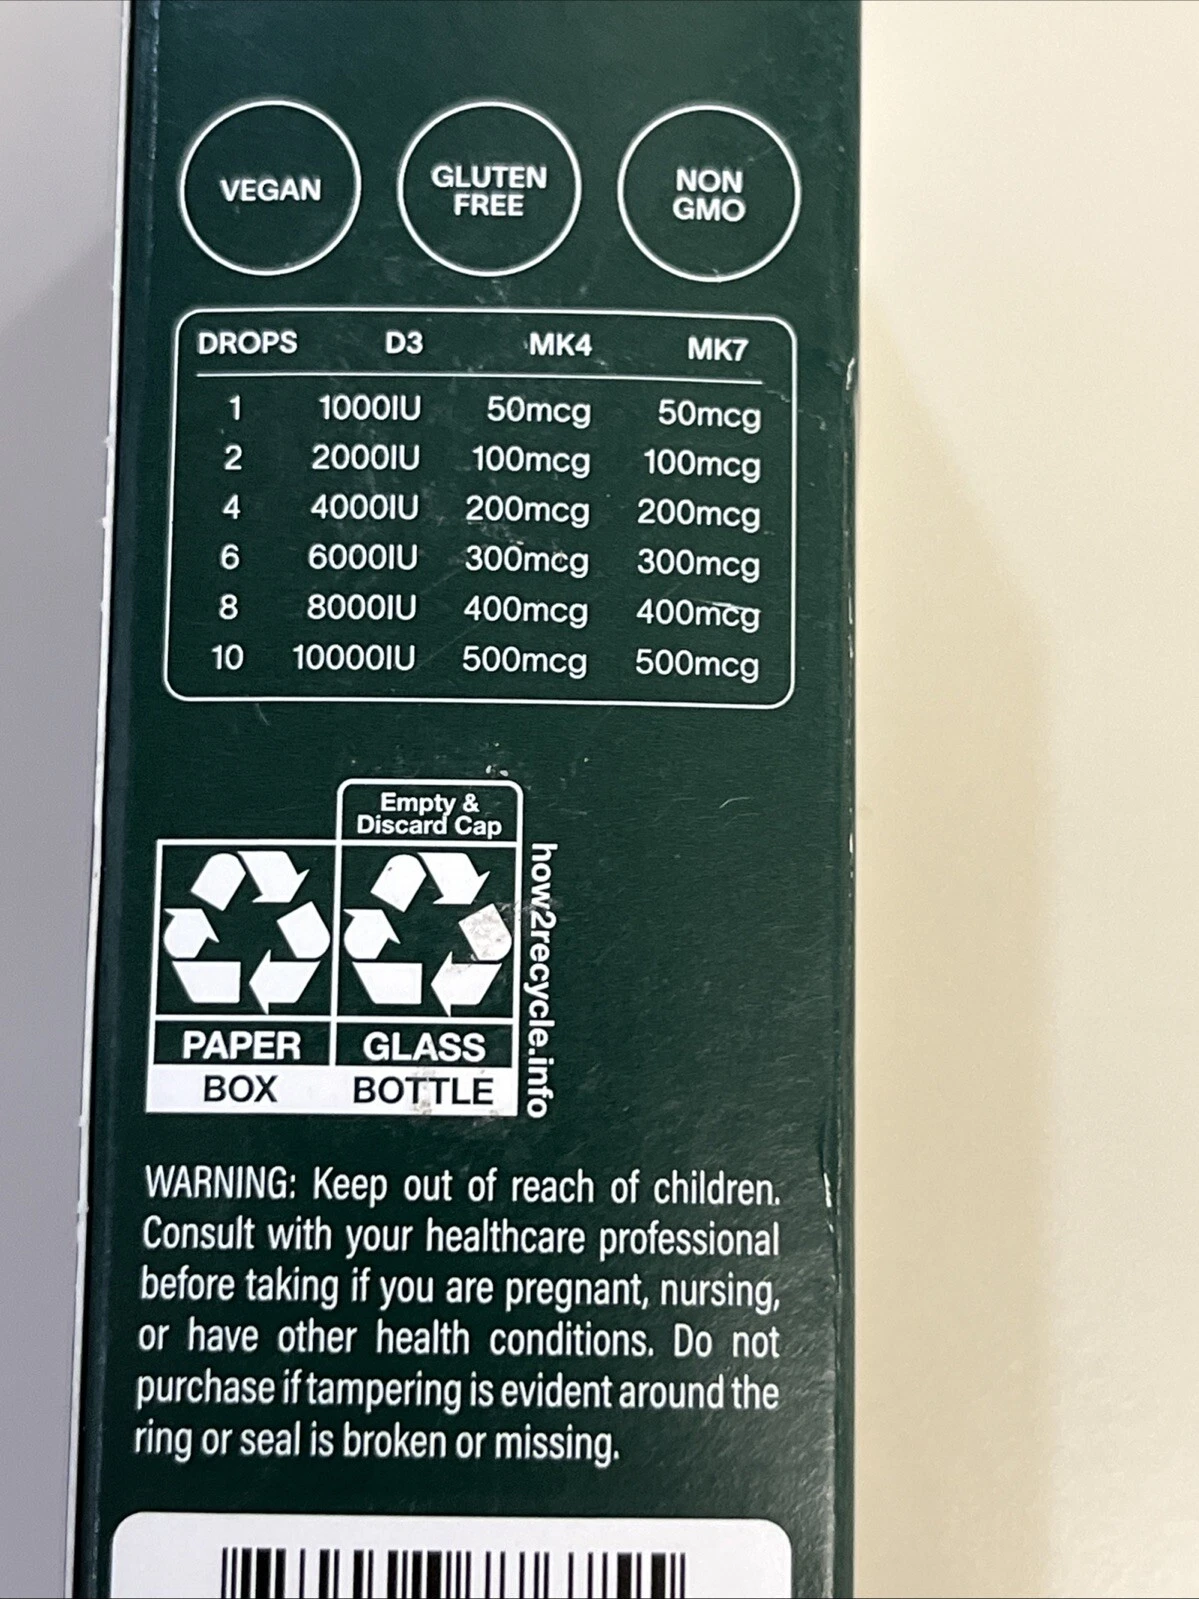 VEGAN
GLUTEN
FREE
NON
GMO
DROPS D3 MK4 MK7
1 1000IU 50mcg 50mcg
2 2000IU 100mcg 100mcg
4 4000IU 200mcg 200mcg
6 6000IU 300mcg 300mcg
8 8000IU 400mcg 400mcg
10 10000IU 500mcg 500mcg
Empty &
Discard Cap
PAPER
BOX
GLASS
BOTTLE
how2recycle.info
WARNING: Keep out of reach of children.
Consult with your healthcare professional
before taking if you are pregnant, nursing,
or have other health conditions. Do not
purchase if tampering is evident around the
ring or seal is broken or missing.